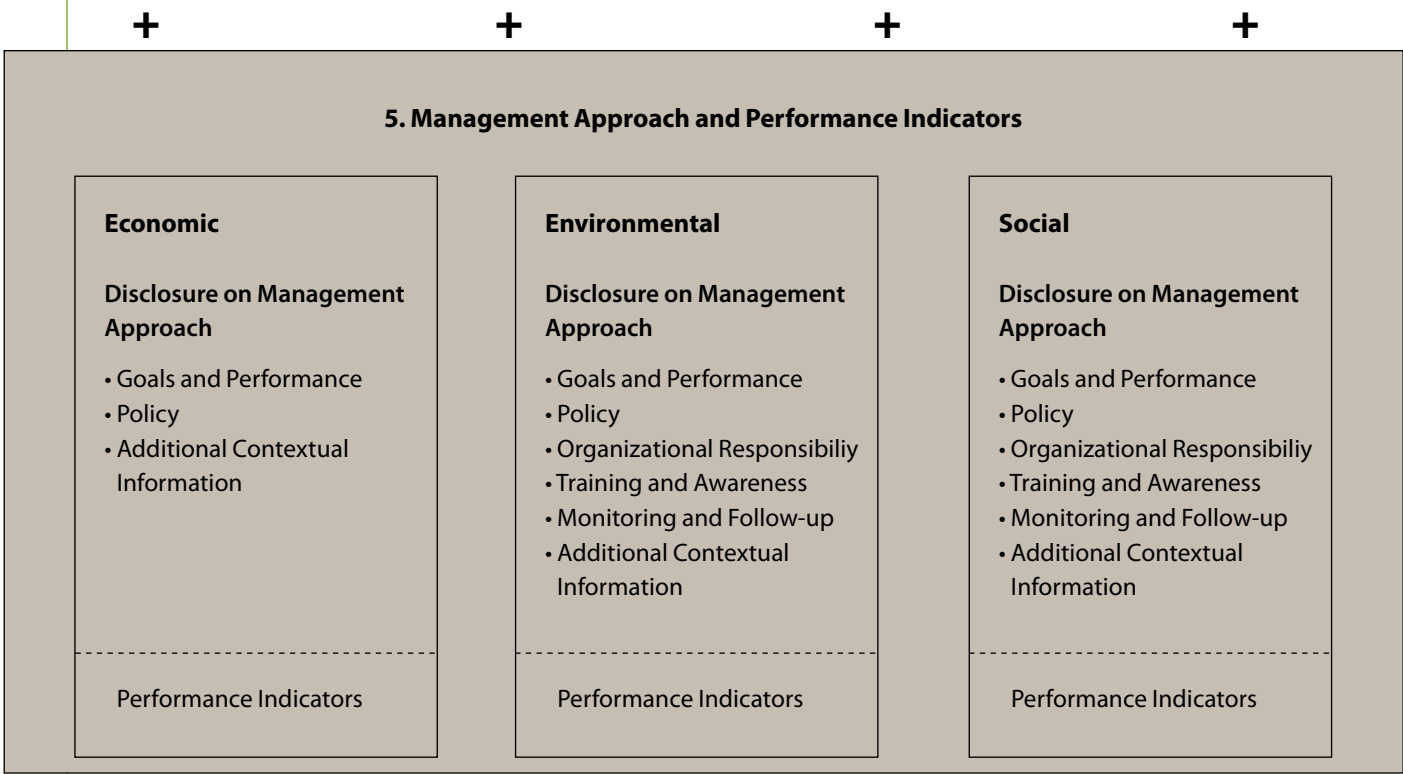 + + + +
5. Management Approach and Performance Indicators
Economic
Disclosure on Management
Approach
• Goals and Performance
• Policy
• Additional Contextual
Information
Performance Indicators
Environmental
Disclosure on Management
Approach
• Goals and Performance
• Policy
• Organizational Responsibiliy
• Training and Awareness
• Monitoring and Follow-up
• Additional Contextual
Information
Performance Indicators
Social
Disclosure on Management
Approach
• Goals and Performance
• Policy
• Organizational Responsibiliy
• Training and Awareness
• Monitoring and Follow-up
• Additional Contextual
Information
Performance Indicators